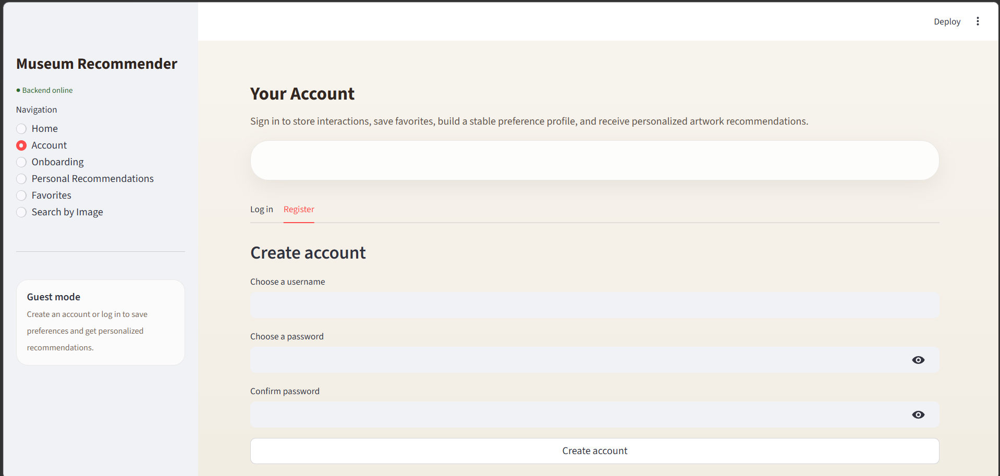 Deploy
Museum Recommender
Backend online
Navigation
Home
Account
Onboarding
Personal Recommendations
Favorites
Search by Image
Guest mode
Create an account or log in to save
preferences and get personalized
recommendations.
Your Account
Sign in to store interactions, save favorites, build a stable preference profile, and receive personalized artwork recommendations.
Log in Register
Create account
Choose a username
Choose a password
Confirm password
Create account